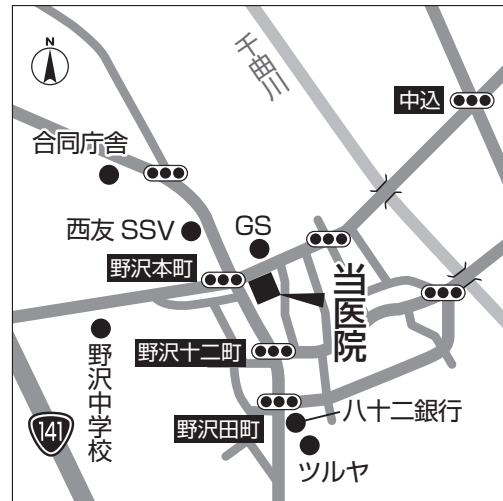 N
千曲川
中込
合同庁舎
西友 SSV
GS
野沢本町
当医院
野沢十二町
野沢中学校
141
野沢田町
八十二銀行
ツルヤ